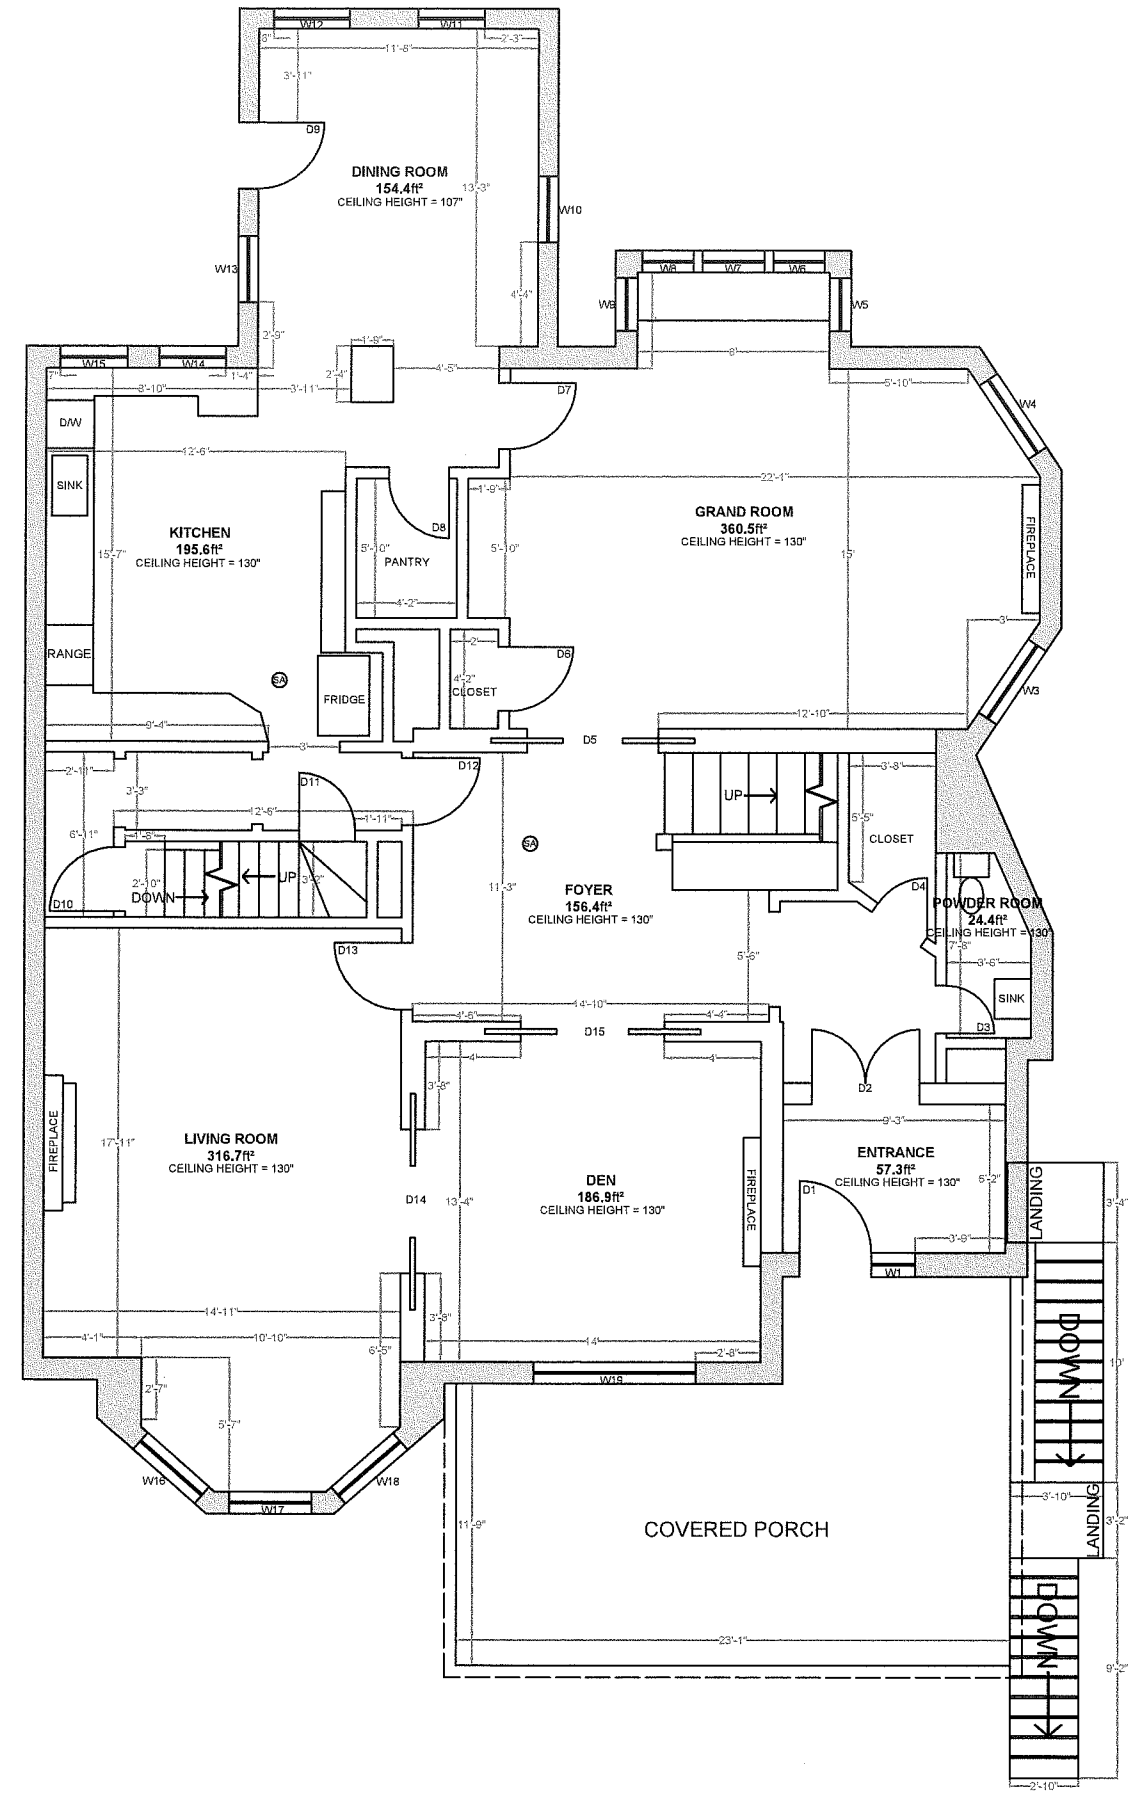 W12
W11
8"
2'-3"
11'-8"
3'-11"
D9
DINING ROOM
154.4ft²
CEILING HEIGHT = 107"
13'-3"
W10
W13
4'-4"
2'-9"
W8
W7
W6
W9
W5
8'
W15
W14
7"
1'-4"
8'-10"
3'-11"
1'-9"
2'-4"
4'-5"
D7
5'-10"
W4
D/W
12'-6"
SINK
22'-1"
1'-9"
KITCHEN
195.6ft²
CEILING HEIGHT = 130"
15'-7"
D8
5'-10"
PANTRY
4'-2"
5'-10"
GRAND ROOM
360.5ft²
CEILING HEIGHT = 130"
15'
FIREPLACE
3'
RANGE
SA
FRIDGE
2'
4'-2"
CLOSET
D6
W3
9'-4"
3'
12'-10"
D5
2'-11"
3'-3"
D11
D12
12'-6"
1'-11"
6'-11"
1'-8"
UP
3'-8"
5'-5"
CLOSET
SA
2'-10"
DOWN
UP
3'-2"
D10
11'-3"
FOYER
156.4ft²
CEILING HEIGHT = 130"
D4
POWDER ROOM
24.4ft²
CEILING HEIGHT = 130"
7'-8"
3'-6"
SINK
D3
D13
5'-6"
14'-10"
4'-6"
4'-4"
D15
4'
4'
3'-8"
D2
FIREPLACE
17'-11"
LIVING ROOM
316.7ft²
CEILING HEIGHT = 130"
D14
13'-4"
DEN
186.9ft²
CEILING HEIGHT = 130"
FIREPLACE
9'-3"
ENTRANCE
57.3ft²
CEILING HEIGHT = 130"
5'-2"
D1
3'-9"
W1
LANDING
3'-4"
14'-11"
4'-1"
10'-10"
6'-5"
3'-8"
14'
2'-8"
W19
DOWN
10'
2'-7"
5'-7"
W16
W18
W17
11'-9"
COVERED PORCH
3'-10"
LANDING
3'-2"
DOWN
23'-1"
9'-2"
2'-10"